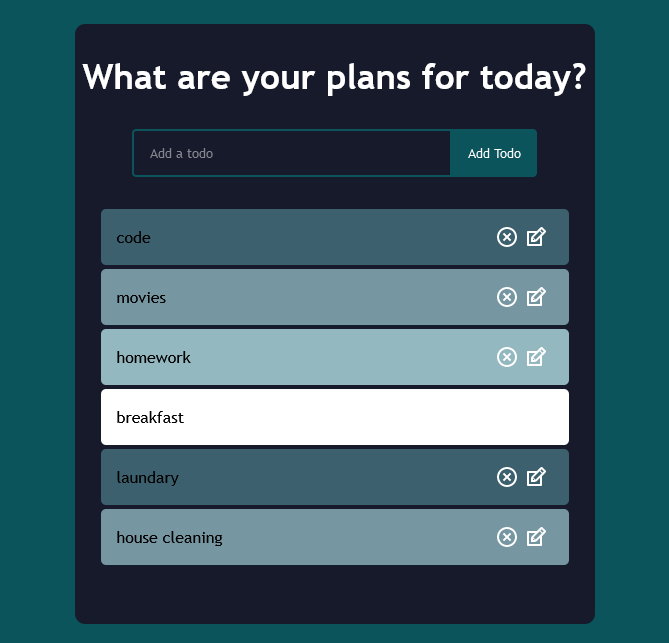 What are your plans for today?
Add a todo
Add Todo
code
movies
homework
breakfast
laundary
house cleaning